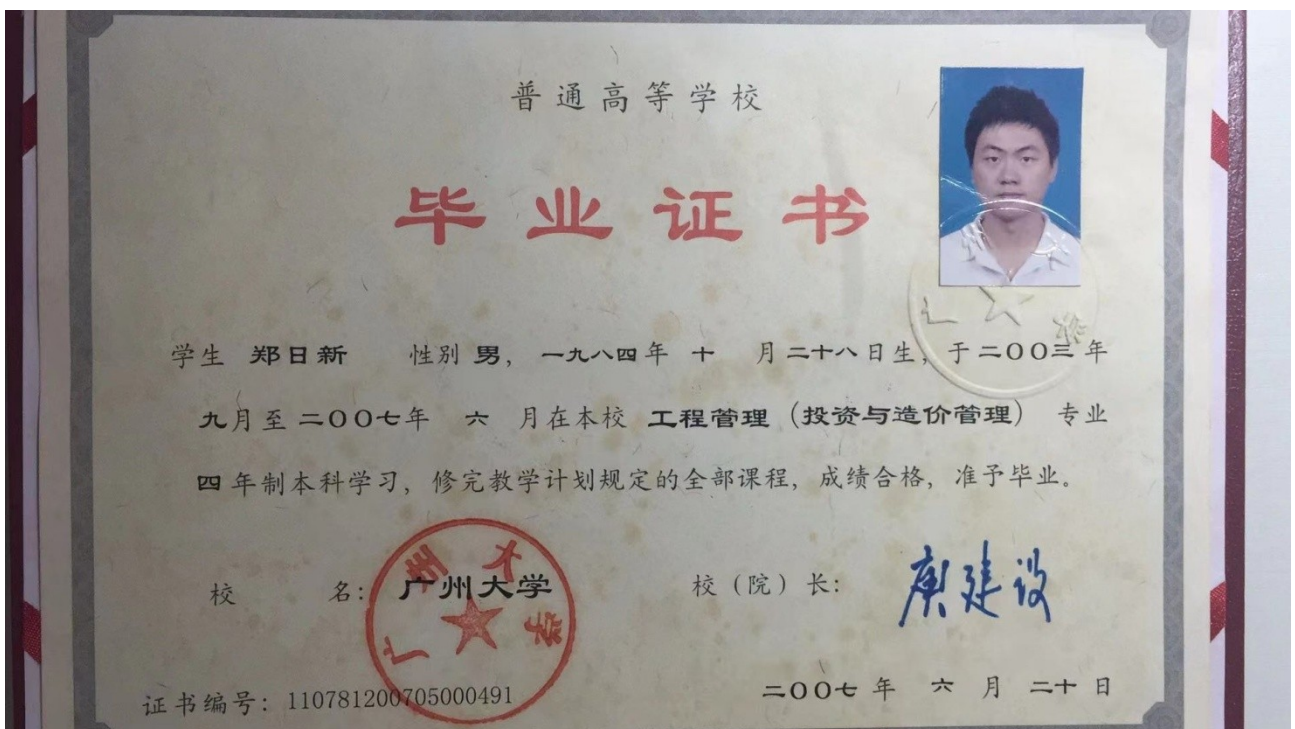 普通高等学校
毕业证书
学生 郑日新 性别 男, 一九八四年 十 月二十八日生, 于二〇〇三年
九月至二〇〇七年 六 月在本校 工程管理（投资与造价管理） 专业
四年制本科学习, 修完教学计划规定的全部课程, 成绩合格, 准予毕业。
校 名: 广州大学 校（院）长: 庾建设
广州大学
证书编号: 110781200705000491 二〇〇七年 六 月 二十 日